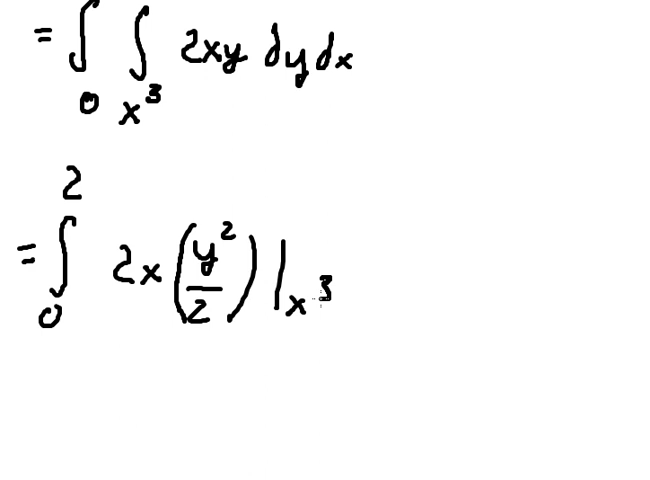 = ∫₀ ∫ₓ³ 2xy dy dx
2
= ∫₀ 2x (y²/2) |ₓ³